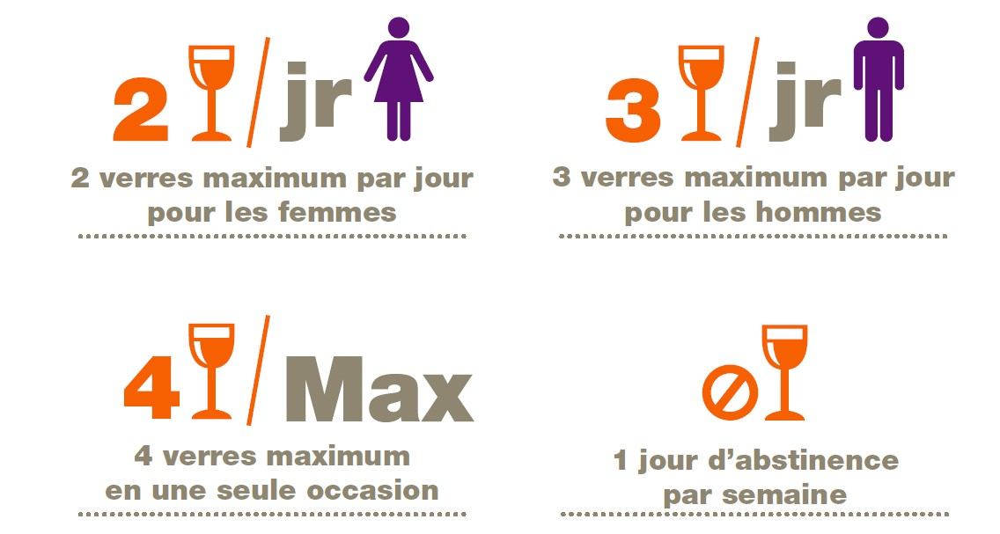 2 / jr
2 verres maximum par jour
pour les femmes
3 / jr
3 verres maximum par jour
pour les hommes
4 / Max
4 verres maximum
en une seule occasion
1 jour d’abstinence
par semaine